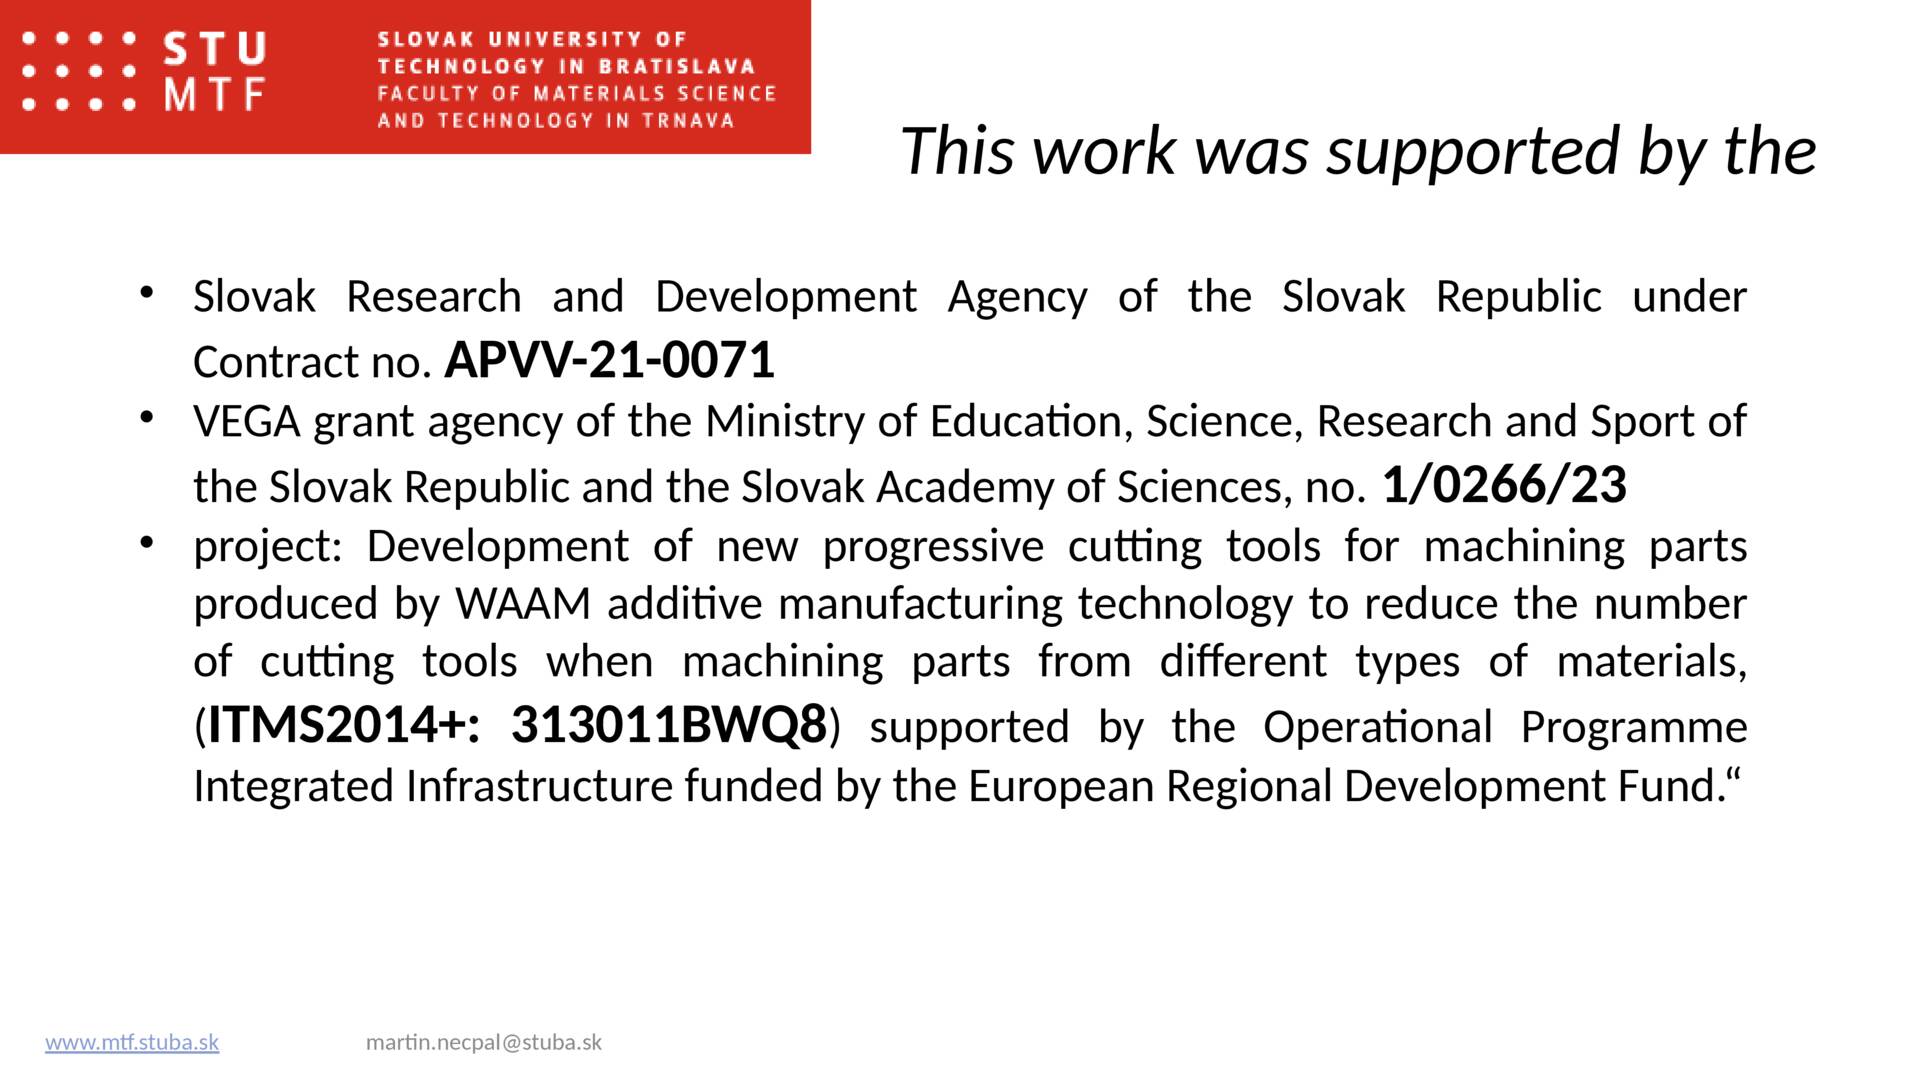 STU
MTF
SLOVAK UNIVERSITY OF
TECHNOLOGY IN BRATISLAVA
FACULTY OF MATERIALS SCIENCE
AND TECHNOLOGY IN TRNAVA
This work was supported by the
• Slovak Research and Development Agency of the Slovak Republic under
Contract no. APVV-21-0071
• VEGA grant agency of the Ministry of Education, Science, Research and Sport of
the Slovak Republic and the Slovak Academy of Sciences, no. 1/0266/23
• project: Development of new progressive cutting tools for machining parts
produced by WAAM additive manufacturing technology to reduce the number
of cutting tools when machining parts from different types of materials,
(ITMS2014+: 313011BWQ8) supported by the Operational Programme
Integrated Infrastructure funded by the European Regional Development Fund.“
www.mtf.stuba.sk
martin.necpal@stuba.sk